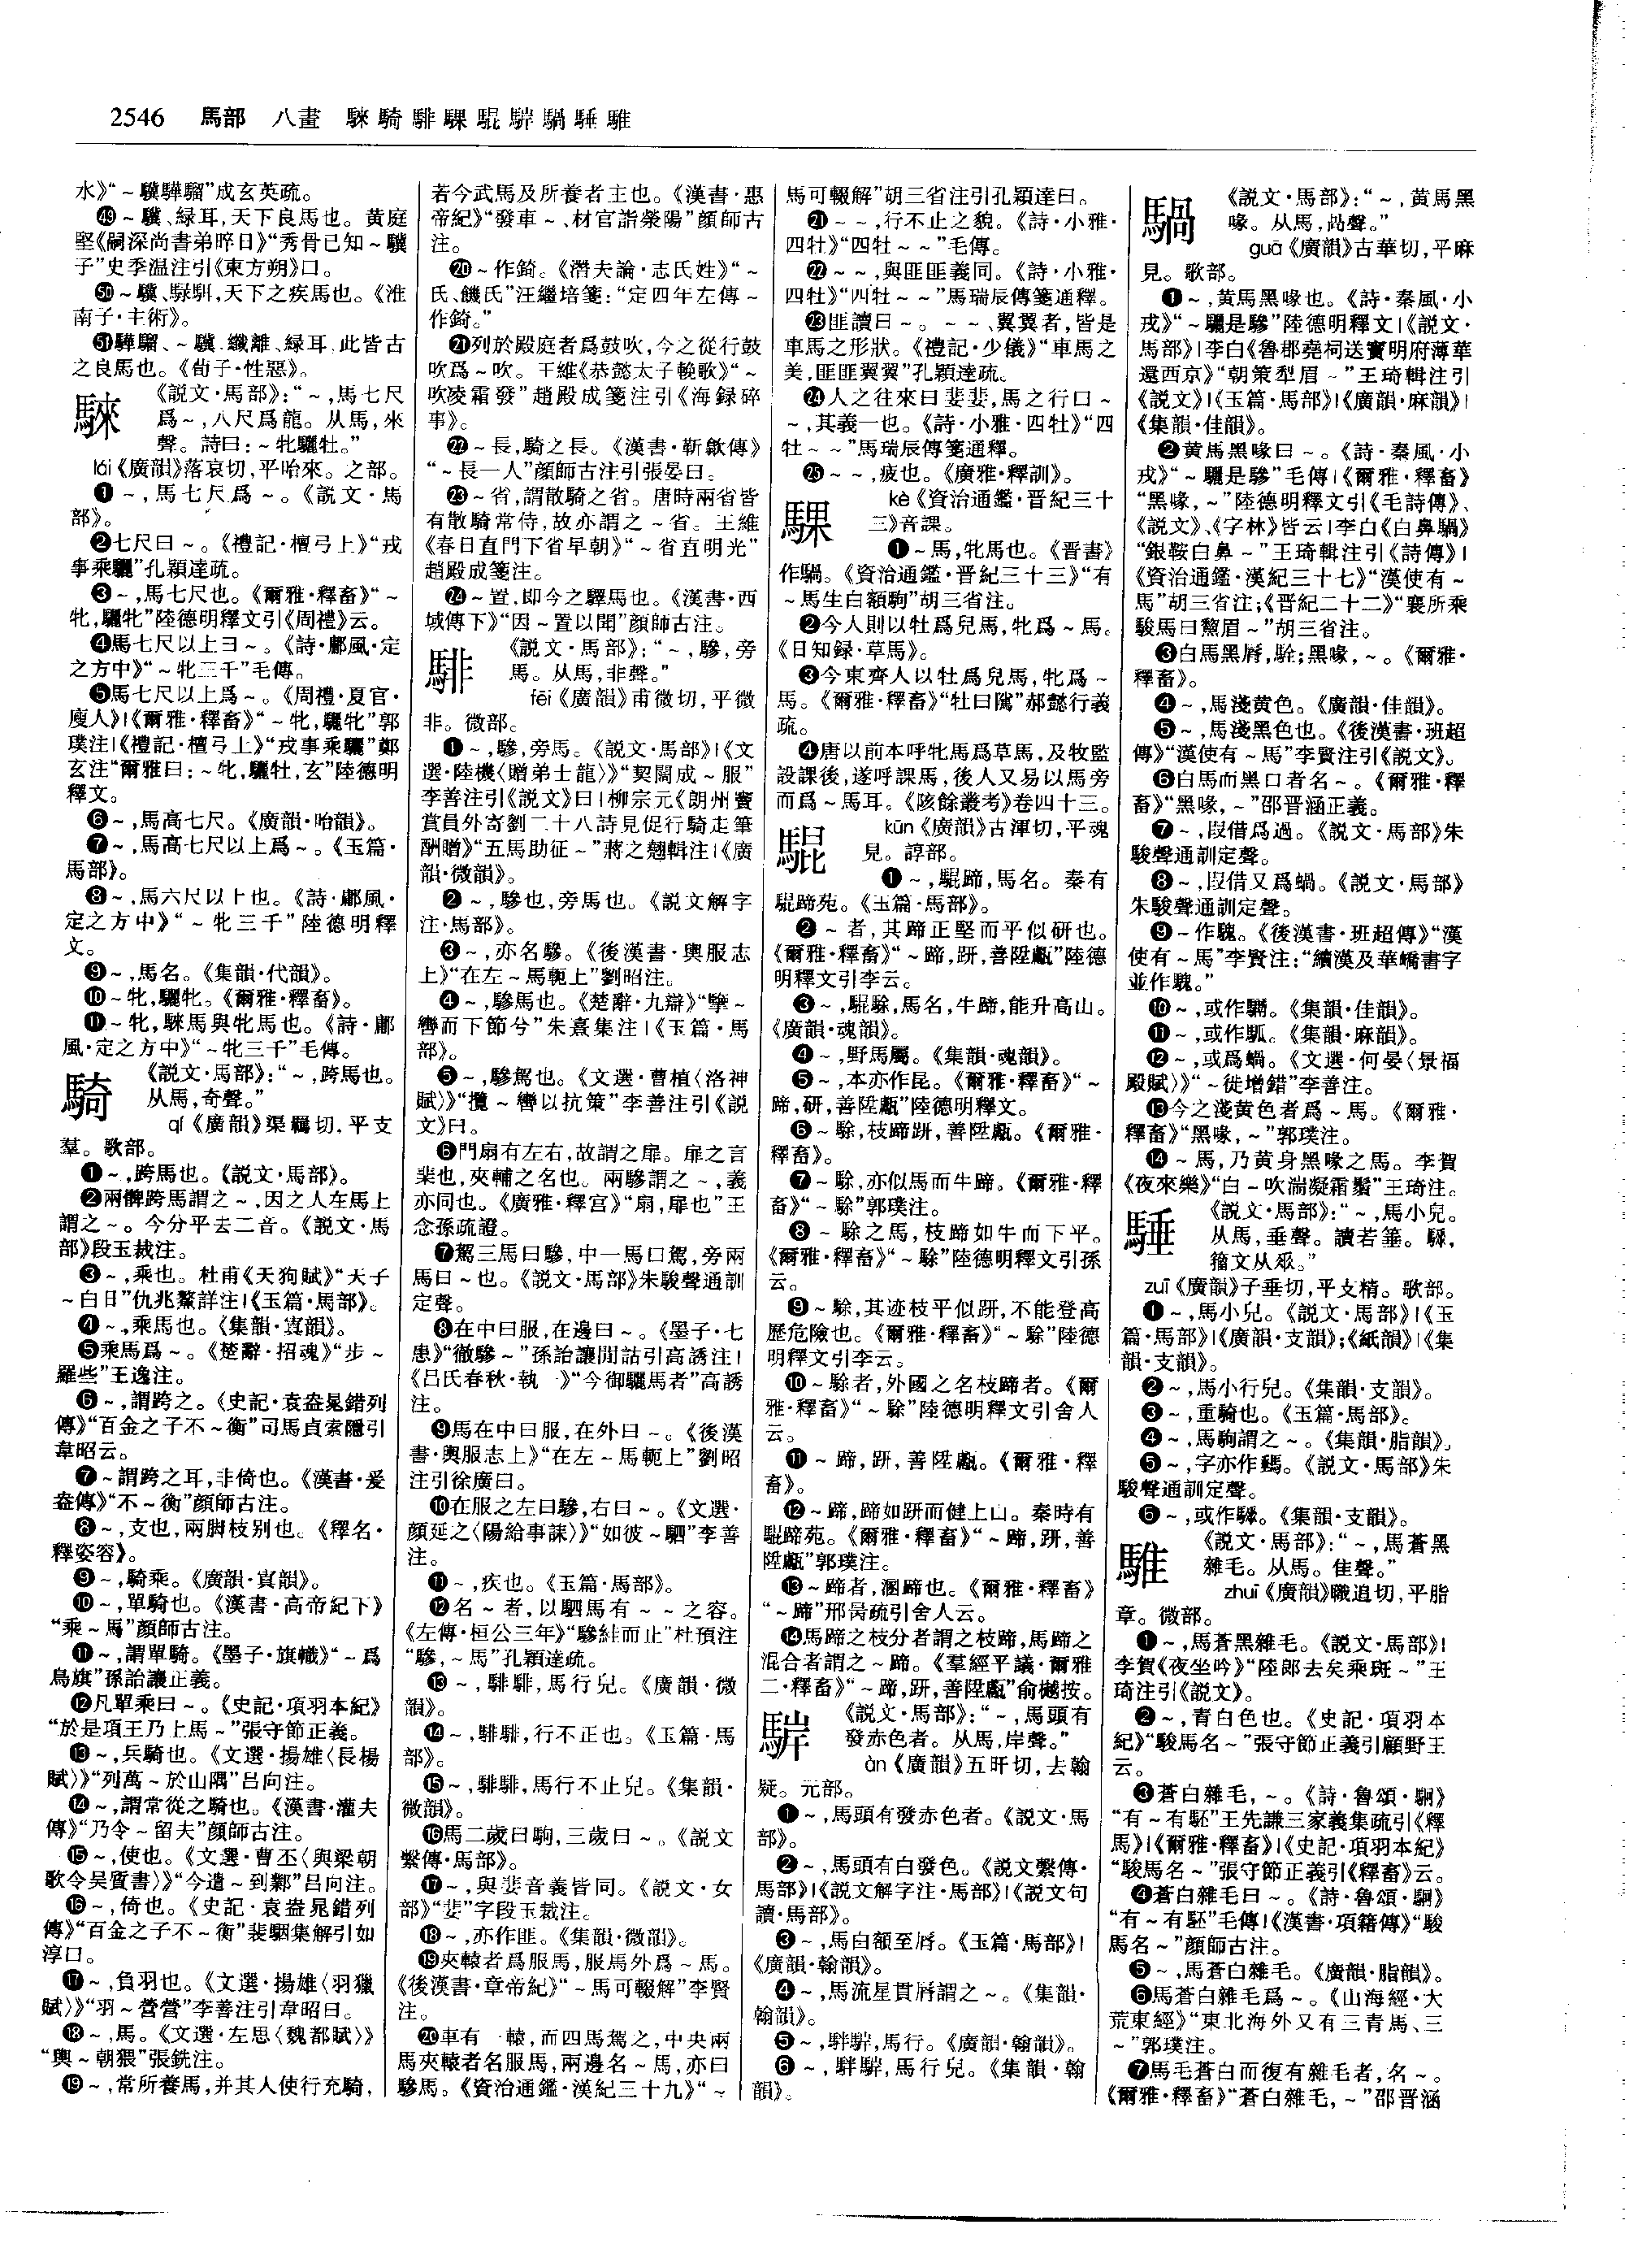 2546 馬部 八畫 騋騎騑騍騉䮗騧騅騅
水》“～驥驊騮”成玄英疏。
㊾～驥、緑耳,天下良馬也。黄庭
堅《嗣深尚書弟晬日》“秀骨已知～驥
子”史季温注引《東方朔》曰。
㊿～驥、騄駬,天下之疾馬也。《淮
南子·主術》。
驊騮、～驥、纖離、緑耳,此皆古
之良馬也。《荀子·性惡》。
騋
《説文·馬部》:“～,馬七尺
爲～,八尺爲龍。从馬,來
聲。詩曰:～牝驪牡。”
lái《廣韻》落哀切,平咍來。之部。
❶～,馬七尺爲～。《説文·馬
部》。
❷七尺曰～。《禮記·檀弓上》“戎
事乘驪”孔穎達疏。
❸～,馬七尺也。《爾雅·釋畜》“～
牝,驪牝”陸德明釋文引《周禮》云。
❹馬七尺以上曰～。《詩·鄘風·定
之方中》“～牝三千”毛傳。
❺馬七尺以上爲～。《周禮·夏官·
廋人》|《爾雅·釋畜》“～牝,驪牝”郭
璞注|《禮記·檀弓上》“戎事乘驪”鄭
玄注“爾雅曰:～牝,驪牡,玄”陸德明
釋文。
❻～,馬高七尺。《廣韻·咍韻》。
❼～,馬高七尺以上爲～。《玉篇·
馬部》。
❽～,馬六尺以上也。《詩·鄘風·
定之方中》“～牝三千”陸德明釋
文。
❾～,馬名。《集韻·代韻》。
❿～牝,驪牝。《爾雅·釋畜》。
⓫～牝,騋馬與牝馬也。《詩·鄘
風·定之方中》“～牝三千”毛傳。
騎
《説文·馬部》:“～,跨馬也。
从馬,奇聲。”
qí《廣韻》渠羈切,平支
羣。歌部。
❶～,跨馬也。《説文·馬部》。
❷兩髀跨馬謂之～,因之人在馬上
謂之～。今分平去二音。《説文·馬
部》段玉裁注。
❸～,乘也。杜甫《天狗賦》“天子
～白日”仇兆鰲詳注|《玉篇·馬部》。
❹～,乘馬也。《集韻·寘韻》。
❺乘馬爲～。《楚辭·招魂》“步～
羅些”王逸注。
❻～,謂跨之。《史記·袁盎晁錯列
傳》“百金之子不～衡”司馬貞索隱引
韋昭云。
❼～謂跨之耳,非倚也。《漢書·爰
盎傳》“不～衡”顔師古注。
❽～,支也,兩脚枝别也。《釋名·
釋姿容》。
❾～,騎乘。《廣韻·寘韻》。
❿～,單騎也。《漢書·高帝紀下》
“乘～馬”顔師古注。
⓫～,謂單騎。《墨子·旗幟》“～爲
鳥旗”孫詒讓正義。
⓬凡單乘曰～。《史記·項羽本紀》
“於是項王乃上馬～”張守節正義。
⓭～,兵騎也。《文選·揚雄〈長楊
賦〉》“列萬～於山隅”吕向注。
⓮～,謂常從之騎也。《漢書·灌夫
傳》“乃令～留夫”顔師古注。
⓯～,使也。《文選·曹丕〈與梁朝
歌令吴質書〉》“今遣～到鄴”吕向注。
⓰～,倚也。《史記·袁盎晁錯列
傳》“百金之子不～衡”裴駰集解引如
淳曰。
⓱～,負羽也。《文選·揚雄〈羽獵
賦〉》“羽～營營”李善注引韋昭曰。
⓲～,馬。《文選·左思〈魏都賦〉》
“輿～朝猥”張銑注。
⓳～,常所養馬,并其人使行充騎,
若今武馬及所養者主也。《漢書·惠
帝紀》“發車～、材官詣滎陽”顔師古
注。
⓴～作錡。《潛夫論·志氏姓》“～
氏、饑氏”汪繼培箋:“定四年左傳～
作錡。”
㉑列於殿庭者爲鼓吹,今之從行鼓
吹爲～吹。王維《恭懿太子輓歌》“～
吹凌霜發”趙殿成箋注引《海録碎
事》。
㉒～長,騎之長。《漢書·靳歙傳》
“～長一人”顔師古注引張晏曰。
㉓～省,謂散騎之省。唐時兩省皆
有散騎常侍,故亦謂之～省。王維
《春日直門下省早朝》“～省直明光”
趙殿成箋注。
㉔～置,即今之驛馬也。《漢書·西
域傳下》“因～置以聞”顔師古注。
騑
《説文·馬部》:“～,驂,旁
馬。从馬,非聲。”
fēi《廣韻》甫微切,平微
非。微部。
❶～,驂,旁馬。《説文·馬部》|《文
選·陸機〈贈弟士龍〉》“契闊成～服”
李善注引《説文》曰|柳宗元《朗州竇
員外寄劉二十八詩見促行騎走筆
酬贈》“五馬助征～”蔣之翹輯注|《廣
韻·微韻》。
❷～,驂也,旁馬也。《説文解字
注·馬部》。
❸～,亦名驂。《後漢書·輿服志
上》“在左～馬軛上”劉昭注。
❹～,驂馬也。《楚辭·九辯》“擥～
轡而下節兮”朱熹集注|《玉篇·馬
部》。
❺～,驂駕也。《文選·曹植〈洛神
賦〉》“攬～轡以抗策”李善注引《説
文》曰。
❻門扇有左右,故謂之扉。扉之言
棐也,夾輔之名也。兩驂謂之～,義
亦同也。《廣雅·釋宫》“扇,扉也”王
念孫疏證。
❼駕三馬曰驂,中一馬曰駕,旁兩
馬曰～也。《説文·馬部》朱駿聲通訓
定聲。
❽在中曰服,在邊曰～。《墨子·七
患》“徹驂～”孫詒讓閒詁引高誘注|
《吕氏春秋·執一》“今御驪馬者”高誘
注。
❾馬在中曰服,在外曰～。《後漢
書·輿服志上》“在左～馬軛上”劉昭
注引徐廣曰。
❿在服之左曰驂,右曰～。《文選·
顔延之〈陽給事誄〉》“如彼～駟”李善
注。
⓫～,疾也。《玉篇·馬部》。
⓬名～者,以駟馬有～～之容。
《左傳·桓公三年》“驂絓而止”杜預注
“驂,～馬”孔穎達疏。
⓭～,騑騑,馬行皃。《廣韻·微
韻》。
⓮～,騑騑,行不正也。《玉篇·馬
部》。
⓯～,騑騑,馬行不止皃。《集韻·
微韻》。
⓰馬二歲曰駒,三歲曰～。《説文
繫傳·馬部》。
⓱～,與婓音義皆同。《説文·女
部》“婓”字段玉裁注。
⓲～,亦作匪。《集韻·微韻》。
⓳夾轅者爲服馬,服馬外爲～馬。
《後漢書·章帝紀》“～馬可輟解”李賢
注。
⓴車有一轅,而四馬駕之,中央兩
馬夾轅者名服馬,兩邊名～馬,亦曰
驂馬。《資治通鑑·漢紀三十九》“～
馬可輟解”胡三省注引孔穎達曰。
㉑～～,行不止之貌。《詩·小雅·
四牡》“四牡～～”毛傳。
㉒～～,與匪匪義同。《詩·小雅·
四牡》“四牡～～”馬瑞辰傳箋通釋。
㉓匪讀曰～。～～、翼翼者,皆是
車馬之形狀。《禮記·少儀》“車馬之
美,匪匪翼翼”孔穎達疏。
㉔人之往來曰婓婓,馬之行曰～
～,其義一也。《詩·小雅·四牡》“四
牡～～”馬瑞辰傳箋通釋。
㉕～～,疲也。《廣雅·釋訓》。
騍
kè《資治通鑑·晋紀三十
三》音課。
❶～馬,牝馬也。《晋書》
作騧。《資治通鑑·晋紀三十三》“有
～馬生白額駒”胡三省注。
❷今人則以牡爲兒馬,牝爲～馬。
《日知録·草馬》。
❸今東齊人以牡爲兒馬,牝爲～
馬。《爾雅·釋畜》“牡曰騭”郝懿行義
疏。
❹唐以前本呼牝馬爲草馬,及牧監
設課後,遂呼課馬,後人又易以馬旁
而爲～馬耳。《陔餘叢考》卷四十三。
騉
kūn《廣韻》古渾切,平魂
見。諄部。
❶～,騉蹄,馬名。秦有
騉蹄苑。《玉篇·馬部》。
❷～者,其蹄正堅而平似研也。
《爾雅·釋畜》“～蹄,趼,善陞甗”陸德
明釋文引李云。
❸～,騉駼,馬名,牛蹄,能升高山。
《廣韻·魂韻》。
❹～,野馬屬。《集韻·魂韻》。
❺～,本亦作昆。《爾雅·釋畜》“～
蹄,研,善陞甗”陸德明釋文。
❻～駼,枝蹄趼,善陞甗。《爾雅·
釋畜》。
❼～駼,亦似馬而牛蹄。《爾雅·釋
畜》“～駼”郭璞注。
❽～駼之馬,枝蹄如牛而下平。
《爾雅·釋畜》“～駼”陸德明釋文引孫
云。
❾～駼,其迹枝平似趼,不能登高
歷危險也。《爾雅·釋畜》“～駼”陸德
明釋文引李云。
❿～駼者,外國之名枝蹄者。《爾
雅·釋畜》“～駼”陸德明釋文引舍人
云。
⓫～蹄,趼,善陞甗。《爾雅·釋
畜》。
⓬～蹄,蹄如趼而健上山。秦時有
騉蹄苑。《爾雅·釋畜》“～蹄,趼,善
陞甗”郭璞注。
⓭～蹄者,溷蹄也。《爾雅·釋畜》
“～蹄”邢昺疏引舍人云。
⓮馬蹄之枝分者謂之枝蹄,馬蹄之
混合者謂之～蹄。《羣經平議·爾雅
二·釋畜》“～蹄,趼,善陞甗”俞樾按。
䮗
《説文·馬部》:“～,馬頭有
發赤色者。从馬,岸聲。”
àn《廣韻》五旰切,去翰
疑。元部。
❶～,馬頭有發赤色者。《説文·馬
部》。
❷～,馬頭有白發色。《説文繫傳·
馬部》|《説文解字注·馬部》|《説文句
讀·馬部》。
❸～,馬白額至脣。《玉篇·馬部》|
《廣韻·翰韻》。
❹～,馬流星貫脣謂之～。《集韻·
翰韻》。
❺～,䮗,馬行。《廣韻·翰韻》。
❻～,䮗,馬行皃。《集韻·翰
韻》。
騧
《説文·馬部》:“～,黄馬黑
喙。从馬,咼聲。”
guā《廣韻》古華切,平麻
見。歌部。
❶～,黄馬黑喙也。《詩·秦風·小
戎》“～驪是驂”陸德明釋文|《説文·
馬部》|李白《魯郡堯祠送竇明府薄華
還西京》“朝策犁眉～”王琦輯注引
《説文》|《玉篇·馬部》|《廣韻·麻韻》|
《集韻·佳韻》。
❷黄馬黑喙曰～。《詩·秦風·小
戎》“～驪是驂”毛傳|《爾雅·釋畜》
“黑喙,～”陸德明釋文引《毛詩傳》、
《説文》、《字林》皆云|李白《白鼻騧》
“銀鞍白鼻～”王琦輯注引《詩傳》|
《資治通鑑·漢紀三十七》“漢使有～
馬”胡三省注;《晋紀二十二》“襄所乘
駿馬曰黧眉～”胡三省注。
❸白馬黑脣,駩;黑喙,～。《爾雅·
釋畜》。
❹～,馬淺黄色。《廣韻·佳韻》。
❺～,馬淺黑色也。《後漢書·班超
傳》“漢使有～馬”李賢注引《説文》。
❻白馬而黑口者名～。《爾雅·釋
畜》“黑喙,～”邵晋涵正義。
❼～,叚借爲過。《説文·馬部》朱
駿聲通訓定聲。
❽～,叚借又爲蝸。《説文·馬部》
朱駿聲通訓定聲。
❾～作騩。《後漢書·班超傳》“漢
使有～馬”李賢注:“續漢及華嶠書字
並作騩。”
❿～,或作䯄。《集韻·佳韻》。
⓫～,或作䮄。《集韻·麻韻》。
⓬～,或爲蝸。《文選·何晏〈景福
殿賦〉》“～徙增錯”李善注。
⓭今之淺黄色者爲～馬。《爾雅·
釋畜》“黑喙,～”郭璞注。
⓮～馬,乃黄身黑喙之馬。李賀
《夜來樂》“白～吹湍凝霜鬚”王琦注。
《説文·馬部》:“～,馬小皃。
从馬,垂聲。讀若箠。
籀文从𠂹。”
zuī《廣韻》子垂切,平支精。歌部。
❶～,馬小皃。《説文·馬部》|《玉
篇·馬部》|《廣韻·支韻》;《紙韻》|《集
韻·支韻》。
❷～,馬小行皃。《集韻·支韻》。
❸～,重騎也。《玉篇·馬部》。
❹～,馬駒謂之～。《集韻·脂韻》。
❺～,字亦作。《説文·馬部》朱
駿聲通訓定聲。
❻～,或作。《集韻·支韻》。
騅
《説文·馬部》:“～,馬蒼黑
雜毛。从馬。隹聲。”
zhuī《廣韻》職追切,平脂
章。微部。
❶～,馬蒼黑雜毛。《説文·馬部》|
李賀《夜坐吟》“陸郎去矣乘斑～”王
琦注引《説文》。
❷～,青白色也。《史記·項羽本
紀》“駿馬名～”張守節正義引顧野王
云。
❸蒼白雜毛,～。《詩·魯頌·駉》
“有～有駓”王先謙三家義集疏引《釋
馬》|《爾雅·釋畜》|《史記·項羽本紀》
“駿馬名～”張守節正義引《釋畜》云。
❹蒼白雜毛曰～。《詩·魯頌·駉》
“有～有駓”毛傳|《漢書·項籍傳》“駿
馬名～”顔師古注。
❺～,馬蒼白雜毛。《廣韻·脂韻》。
❻馬蒼白雜毛爲～。《山海經·大
荒東經》“東北海外又有三青馬、三
～”郭璞注。
❼馬毛蒼白而復有雜毛者,名～。
《爾雅·釋畜》“蒼白雜毛,～”邵晋涵